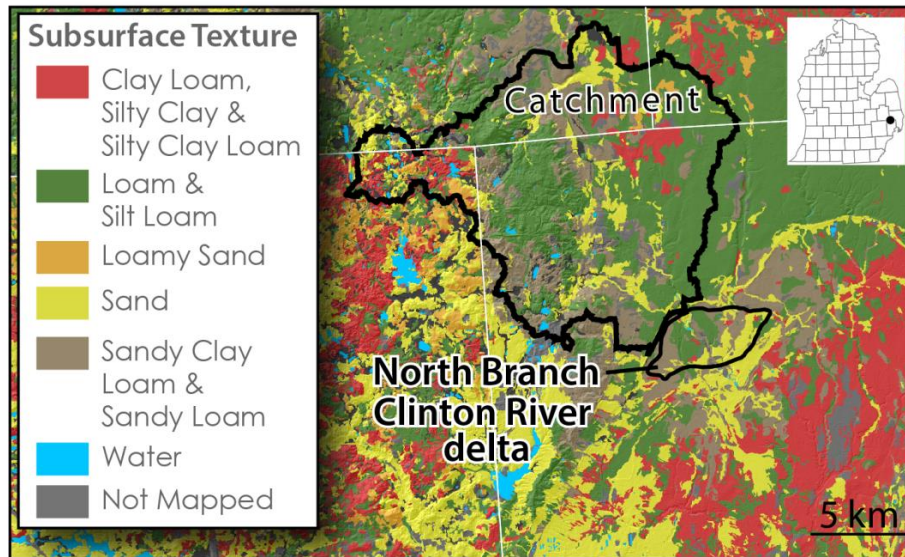 Subsurface Texture
Clay Loam,
Silty Clay &
Silty Clay Loam
Loam &
Silt Loam
Loamy Sand
Sand
Sandy Clay
Loam &
Sandy Loam
Water
Not Mapped
Catchment
North Branch
Clinton River
delta
5 km